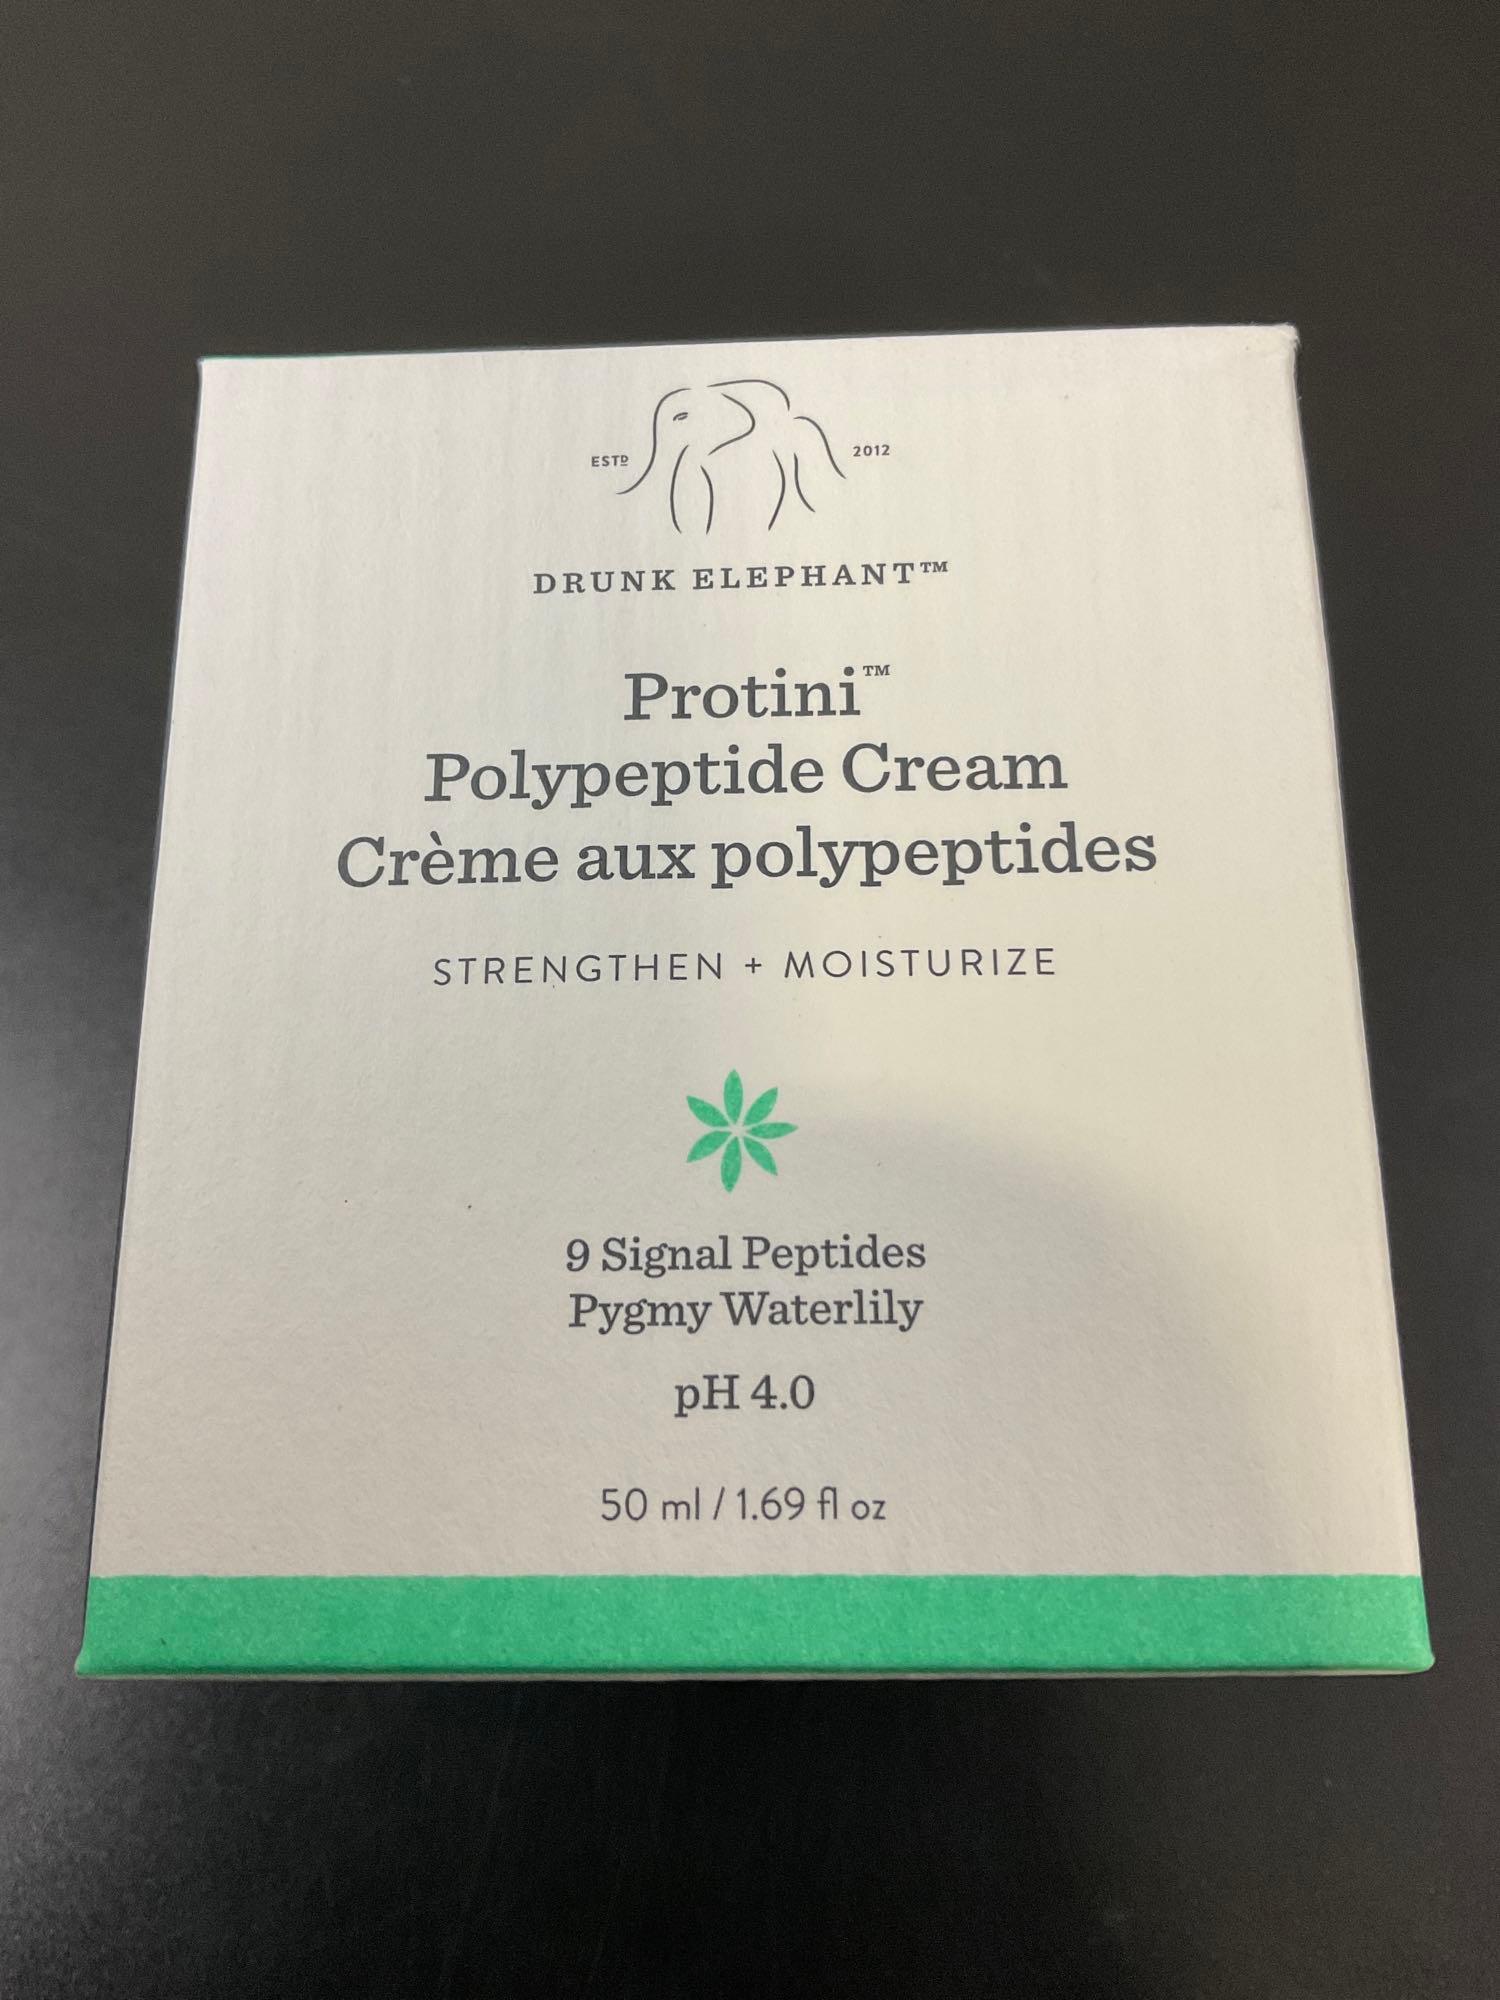 ESTD 2012
DRUNK ELEPHANT™
Protini™
Polypeptide Cream
Crème aux polypeptides
STRENGTHEN + MOISTURIZE
9 Signal Peptides
Pygmy Waterlily
pH 4.0
50 ml / 1.69 fl oz